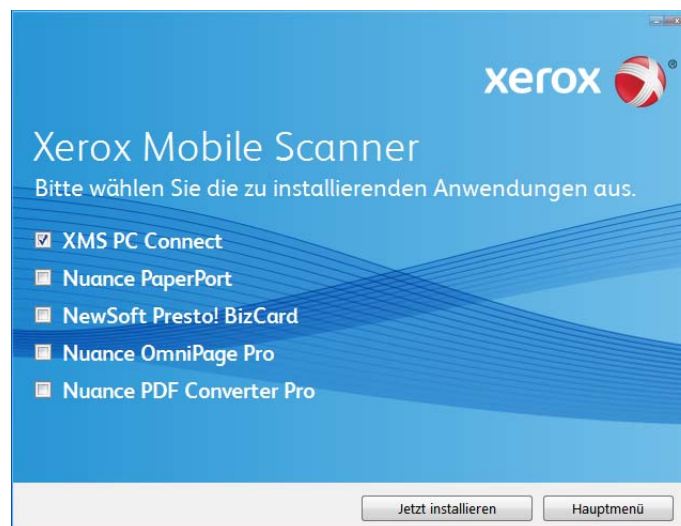 xerox ®
Xerox Mobile Scanner
Bitte wählen Sie die zu installierenden Anwendungen aus.
XMS PC Connect
Nuance PaperPort
NewSoft Presto! BizCard
Nuance OmniPage Pro
Nuance PDF Converter Pro
Jetzt installieren Hauptmenü